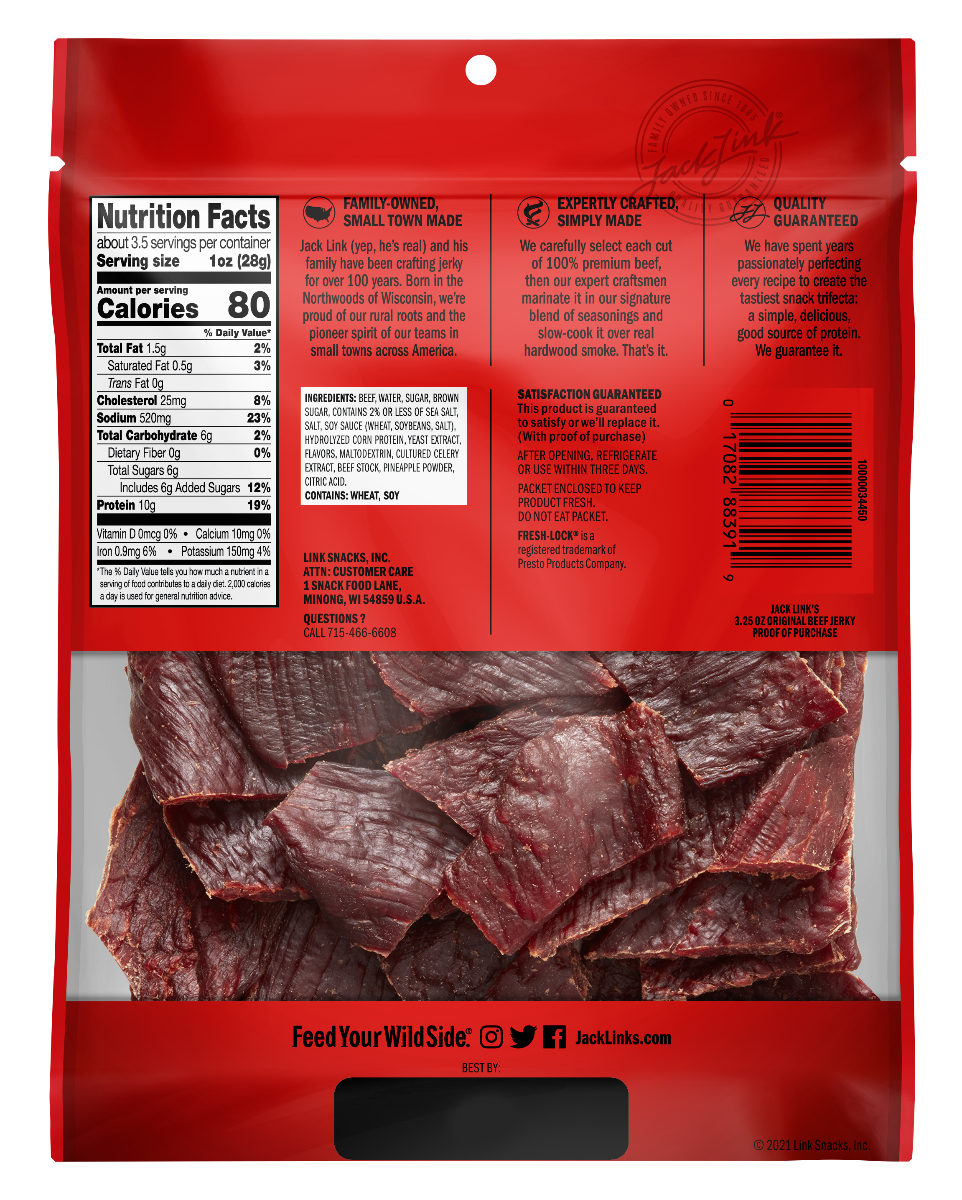 FAMILY OWNED SINCE 1885
Jack Link
QUALITY GUARANTEED
Nutrition Facts
about 3.5 servings per container
Serving size 1oz (28g)
Amount per serving
Calories 80
% Daily Value*
Total Fat 1.5g 2%
Saturated Fat 0.5g 3%
Trans Fat 0g
Cholesterol 25mg 8%
Sodium 520mg 23%
Total Carbohydrate 6g 2%
Dietary Fiber 0g 0%
Total Sugars 6g
Includes 6g Added Sugars 12%
Protein 10g 19%
Vitamin D 0mcg 0% • Calcium 10mg 0%
Iron 0.9mg 6% • Potassium 150mg 4%
*The % Daily Value tells you how much a nutrient in a
serving of food contributes to a daily diet. 2,000 calories
a day is used for general nutrition advice.
FAMILY-OWNED,
SMALL TOWN MADE
Jack Link (yep, he's real) and his
family have been crafting jerky
for over 100 years. Born in the
Northwoods of Wisconsin, we're
proud of our rural roots and the
pioneer spirit of our teams in
small towns across America.
EXPERTLY CRAFTED,
SIMPLY MADE
We carefully select each cut
of 100% premium beef,
then our expert craftsmen
marinate it in our signature
blend of seasonings and
slow-cook it over real
hardwood smoke. That's it.
QUALITY
GUARANTEED
We have spent years
passionately perfecting
every recipe to create the
tastiest snack trifecta:
a simple, delicious,
good source of protein.
We guarantee it.
INGREDIENTS: BEEF, WATER, SUGAR, BROWN
SUGAR, CONTAINS 2% OR LESS OF SEA SALT,
SALT, SOY SAUCE (WHEAT, SOYBEANS, SALT),
HYDROLYZED CORN PROTEIN, YEAST EXTRACT,
FLAVORS, MALTODEXTRIN, CULTURED CELERY
EXTRACT, BEEF STOCK, PINEAPPLE POWDER,
CITRIC ACID.
CONTAINS: WHEAT, SOY
LINK SNACKS, INC.
ATTN: CUSTOMER CARE
1 SNACK FOOD LANE,
MINONG, WI 54859 U.S.A.
QUESTIONS ?
CALL 715-466-6608
SATISFACTION GUARANTEED
This product is guaranteed
to satisfy or we'll replace it.
(With proof of purchase)
AFTER OPENING, REFRIGERATE
OR USE WITHIN THREE DAYS.
PACKET ENCLOSED TO KEEP
PRODUCT FRESH.
DO NOT EAT PACKET.
FRESH-LOCK® is a
registered trademark of
Presto Products Company.
0 17082 88391 9
10000034450
JACK LINK'S
3.25 OZ ORIGINAL BEEF JERKY
PROOF OF PURCHASE
Feed Your Wild Side.® JackLinks.com
BEST BY:
© 2021 Link Snacks, Inc.